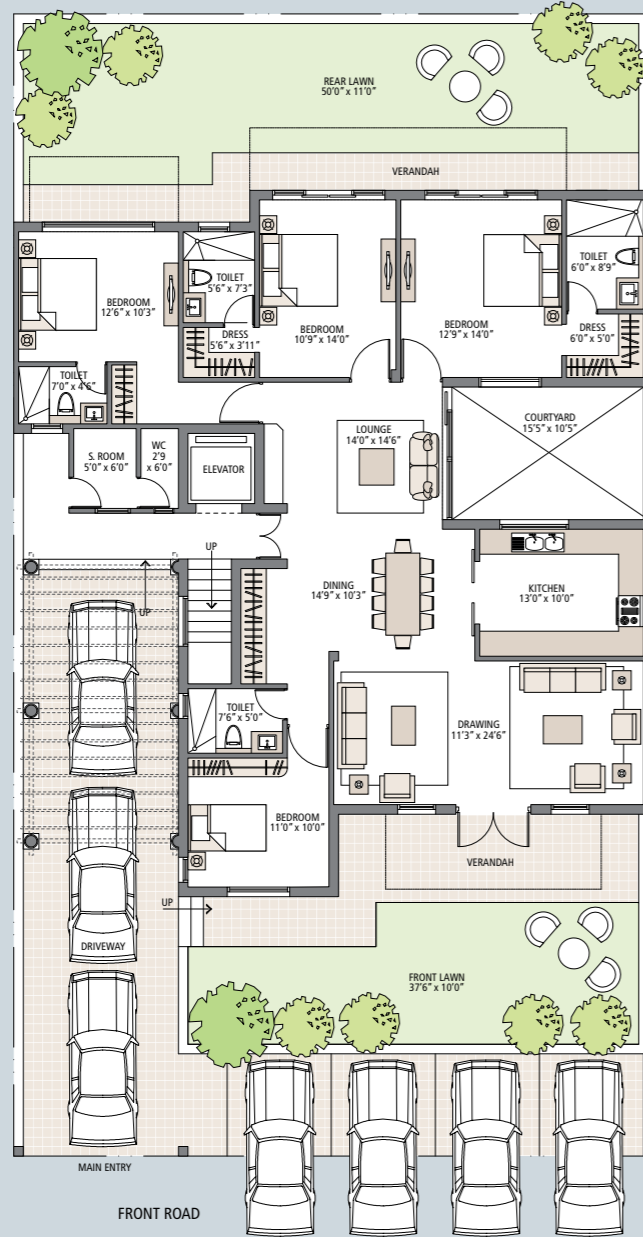 REAR LAWN
50'0" x 11'0"
VERANDAH
TOILET
5'6" x 7'3"
TOILET
6'0" x 8'9"
BEDROOM
12'6" x 10'3"
BEDROOM
10'9" x 14'0"
BEDROOM
12'9" x 14'0"
DRESS
5'6" x 3'11"
DRESS
6'0" x 5'0"
TOILET
7'0" x 4'6"
COURTYARD
15'5" x 10'5"
LOUNGE
14'0" x 14'6"
S. ROOM
5'0" x 6'0"
WC
2'9
x 6'0"
ELEVATOR
UP
UP
DINING
14'9" x 10'3"
KITCHEN
13'0" x 10'0"
TOILET
7'6" x 5'0"
DRAWING
11'3" x 24'6"
BEDROOM
11'0" x 10'0"
VERANDAH
UP
DRIVEWAY
FRONT LAWN
37'6" x 10'0"
MAIN ENTRY
FRONT ROAD